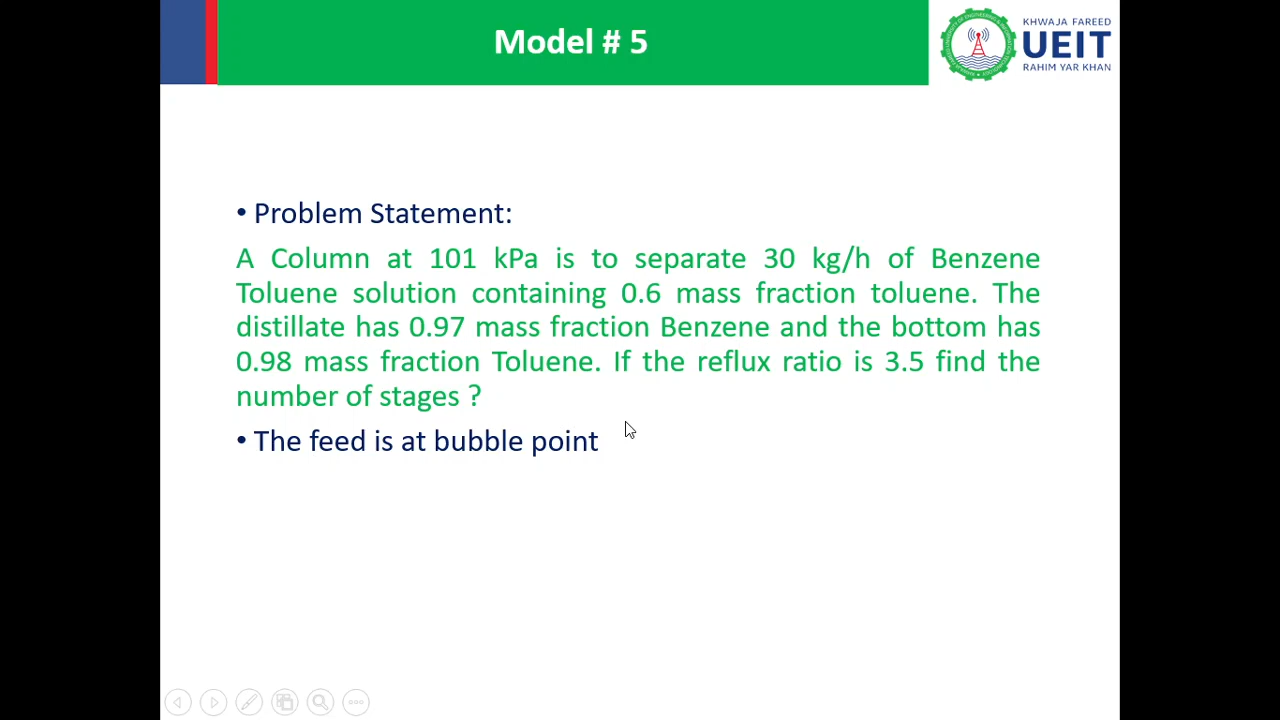 Model # 5
KHWAJA FAREED
UEIT
RAHIM YAR KHAN
• Problem Statement:
A Column at 101 kPa is to separate 30 kg/h of Benzene
Toluene solution containing 0.6 mass fraction toluene. The
distillate has 0.97 mass fraction Benzene and the bottom has
0.98 mass fraction Toluene. If the reflux ratio is 3.5 find the
number of stages ?
• The feed is at bubble point